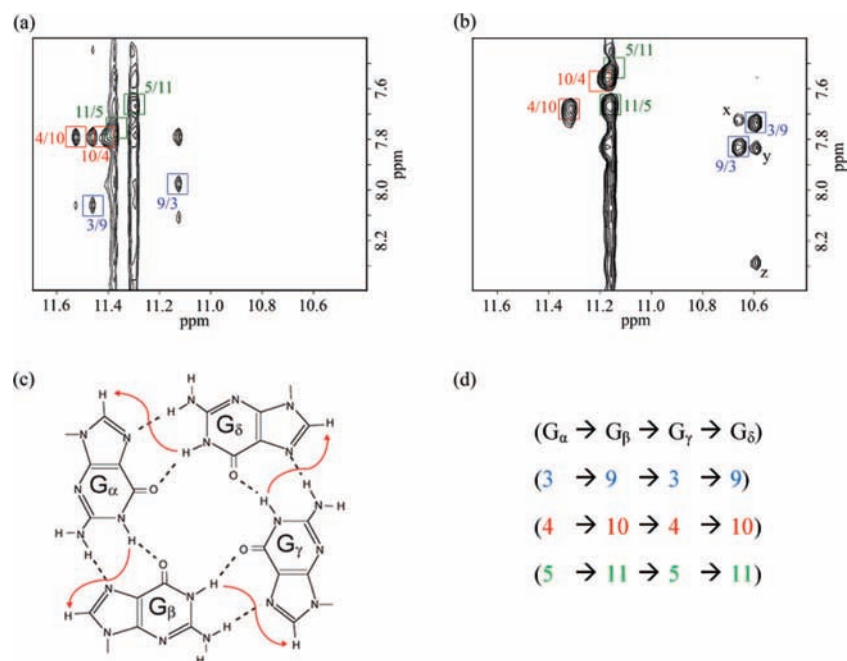 (a)
5/11
11/5
4/10
10/4
3/9
9/3
7.6
7.8
8.0
8.2
ppm
11.6 11.4 11.2 11.0 10.8 10.6
ppm
(b)
5/11
10/4
4/10
11/5
x
3/9
9/3
y
z
7.6
7.8
8.0
8.2
ppm
11.6 11.4 11.2 11.0 10.8 10.6
ppm
(c)
H
H
N
H
N
N
N
N
H
H
O
Gδ
H
N
N
N
N
N
H
O
Gα
H
N
H
H
O
H
N
H
N
H
N
N
O
Gγ
N
N
H
O
N
H
N
N
N
N
H
H
Gβ
H
(d)
(Gα → Gβ → Gγ → Gδ)
(3 → 9 → 3 → 9)
(4 → 10 → 4 → 10)
(5 → 11 → 5 → 11)